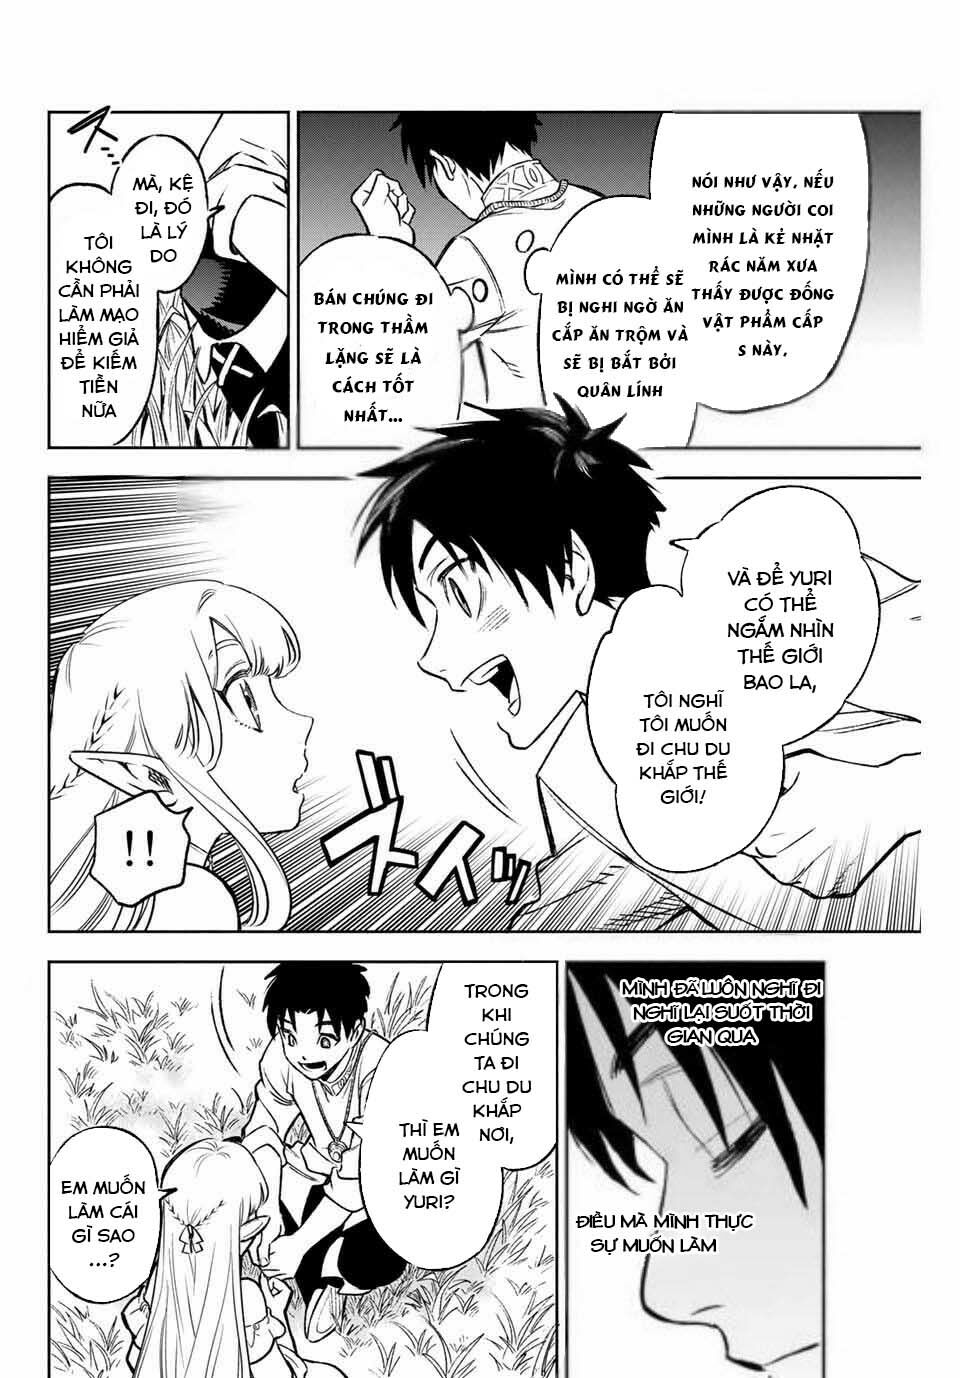 NÓI NHƯ VẬY, NẾU
NHỮNG NGƯỜI COI
MÌNH LÀ KẺ NHẶT
RÁC NĂM XƯA
THẤY ĐƯỢC ĐỐNG
VẬT PHẨM CẤP
S NÀY,
MÌNH CÓ THỂ SẼ
BỊ NGHI NGỜ ĂN
CẮP ĂN TRỘM VÀ
SẼ BỊ BẮT BỞI
QUÂN LÍNH
BÁN CHÚNG ĐI
TRONG THẦM
LẶNG SẼ LÀ
CÁCH TỐT
NHẤT...
MÀ, KỆ
ĐI, ĐÓ
LÀ LÝ
DO
TÔI
KHÔNG
CẦN PHẢI
LÀM MẠO
HIỂM GIẢ
ĐỂ KIẾM
TIỀN
NỮA
VÀ ĐỂ YURI
CÓ THỂ
NGẮM NHÌN
THẾ GIỚI
BAO LA,
TÔI NGHĨ
TÔI MUỐN
ĐI CHU DU
KHẮP THẾ
GIỚI!
ズイッ
!!
MÌNH ĐÃ LUÔN NGHĨ ĐI
NGHĨ LẠI SUỐT THỜI
GIAN QUA
ĐIỀU MÀ MÌNH THỰC
SỰ MUỐN LÀM
TRONG
KHI
CHÚNG
TA ĐI
CHU DU
KHẮP
NƠI,
THÌ EM
MUỐN
LÀM GÌ
YURI?
EM MUỐN
LÀM CÁI
GÌ SAO
...?